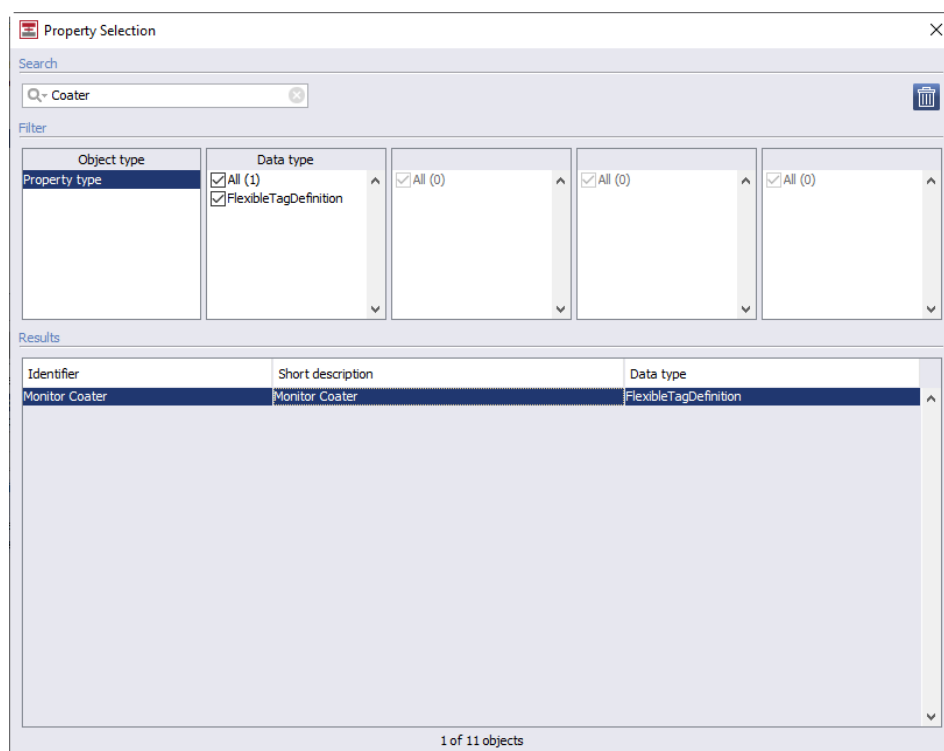 Property Selection
Search
Coater
Filter
Object type
Data type
Property type
All (1)
All (0)
All (0)
All (0)
FlexibleTagDefinition
Results
Identifier
Short description
Data type
Monitor Coater
Monitor Coater
FlexibleTagDefinition
1 of 11 objects